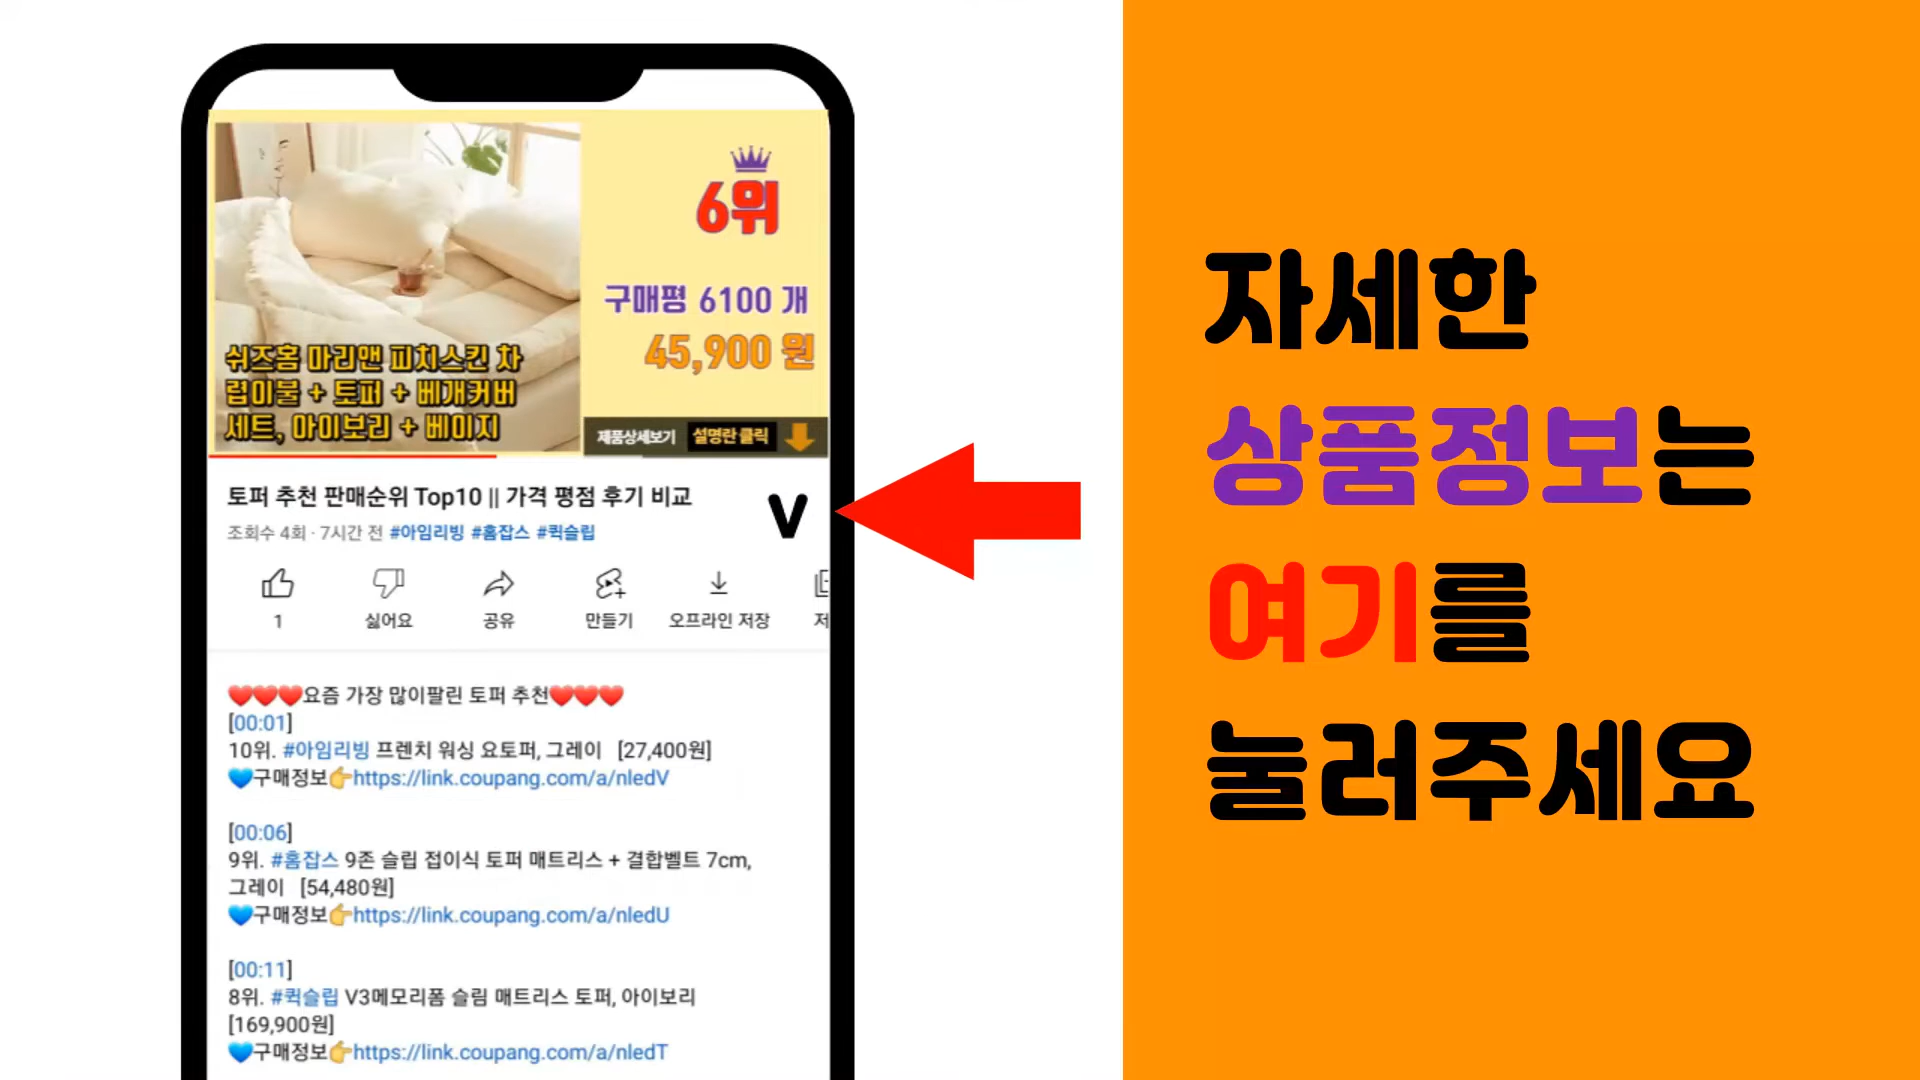 6위
구매평 6100 개
45,900 원
쉬즈홈 마리앤 피치스킨 차
렵이불 + 토퍼 + 베개커버
세트, 아이보리 + 베이지
제품상세보기 설명란 클릭
토퍼 추천 판매순위 Top10 || 가격 평점 후기 비교
조회수 4회 · 7시간 전 #아임리빙 #홈잡스 #퀵슬립
V
1 싫어요 공유 만들기 오프라인 저장 저
❤️❤️❤️요즘 가장 많이팔린 토퍼 추천❤️❤️❤️
[00:01]
10위. #아임리빙 프렌치 워싱 요토퍼, 그레이 [27,400원]
💙구매정보👉https://link.coupang.com/a/nledV
[00:06]
9위. #홈잡스 9존 슬립 접이식 토퍼 매트리스 + 결합벨트 7cm,
그레이 [54,480원]
💙구매정보👉https://link.coupang.com/a/nledU
[00:11]
8위. #퀵슬립 V3메모리폼 슬림 매트리스 토퍼, 아이보리
[169,900원]
💙구매정보👉https://link.coupang.com/a/nledT
자세한
상품정보는
여기를
눌러주세요